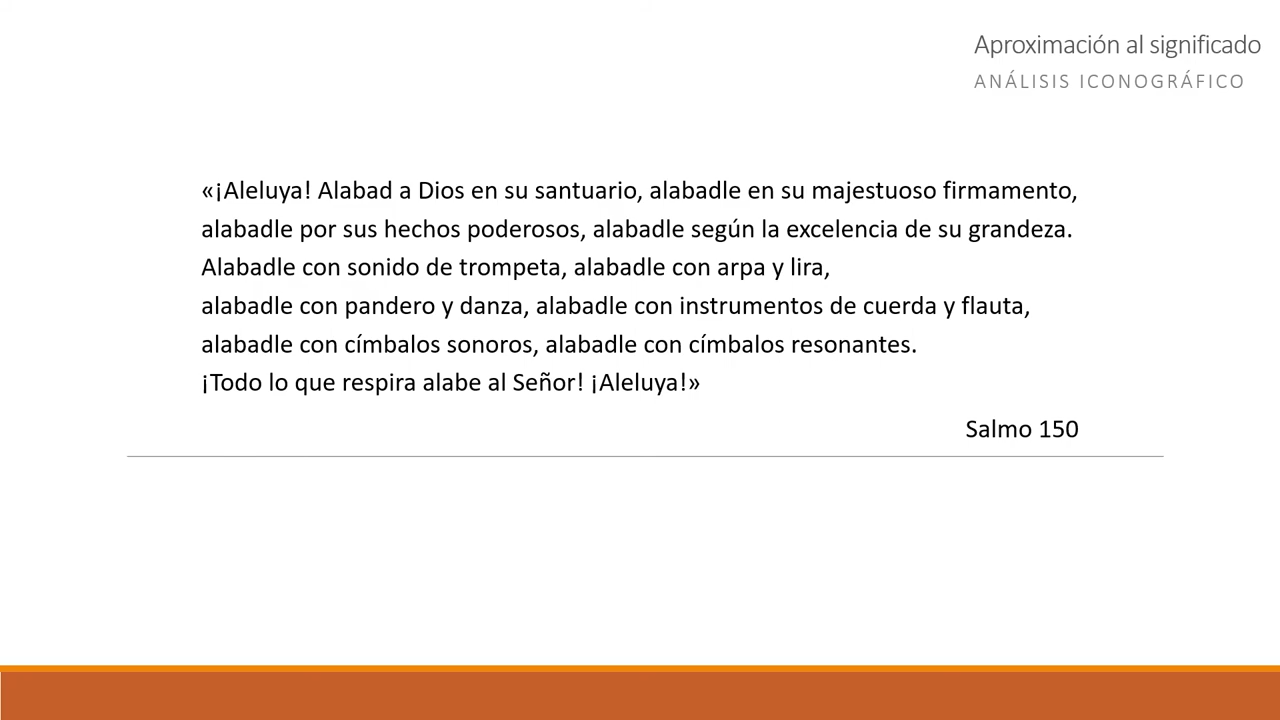 Aproximación al significado
ANÁLISIS ICONOGRÁFICO
«¡Aleluya! Alabad a Dios en su santuario, alabadle en su majestuoso firmamento,
alabadle por sus hechos poderosos, alabadle según la excelencia de su grandeza.
Alabadle con sonido de trompeta, alabadle con arpa y lira,
alabadle con pandero y danza, alabadle con instrumentos de cuerda y flauta,
alabadle con címbalos sonoros, alabadle con címbalos resonantes.
¡Todo lo que respira alabe al Señor! ¡Aleluya!»
Salmo 150